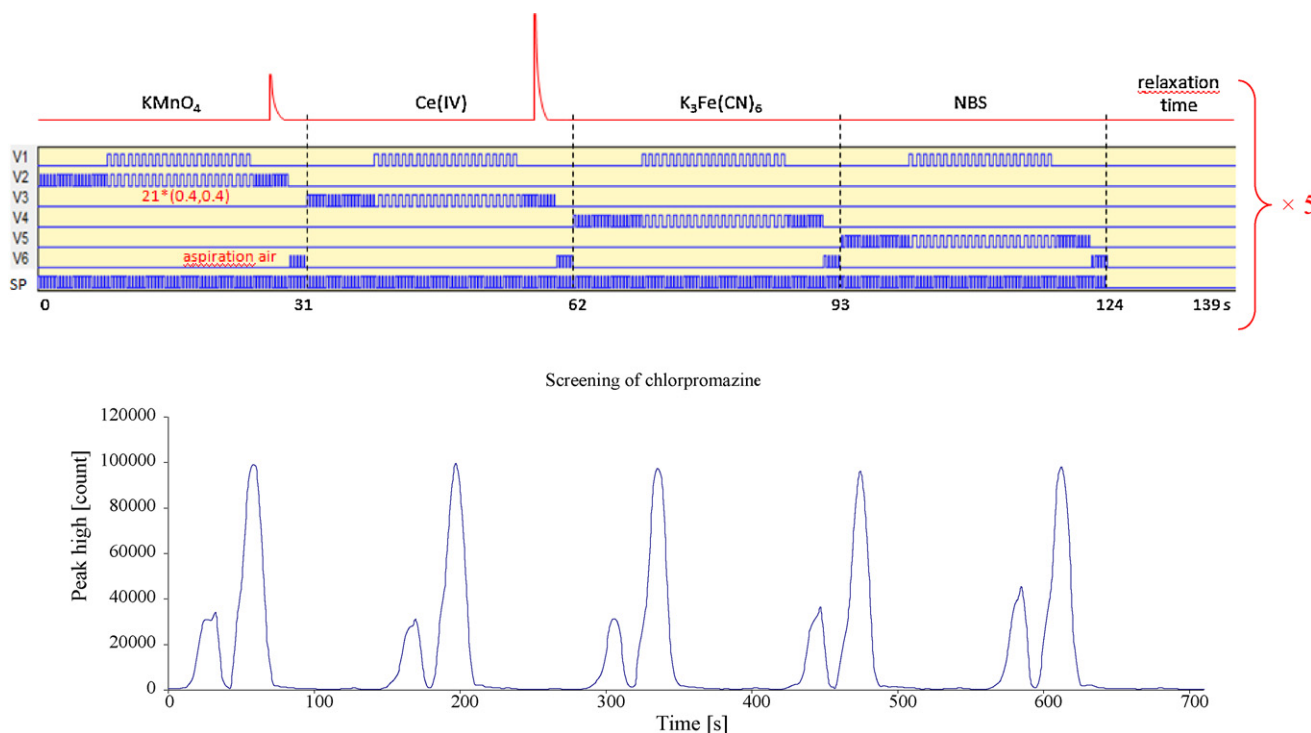 KMnO₄ Ce(IV) K₃Fe(CN)₆ NBS relaxation
time
V1
V2
V3 21*(0.4,0.4)
V4
V5
V6 aspiration air
SP
× 5
0 31 62 93 124 139 s
Screening of chlorpromazine
120000
100000
80000
60000
40000
20000
0
Peak high [count]
0 100 200 300 400 500 600 700
Time [s]